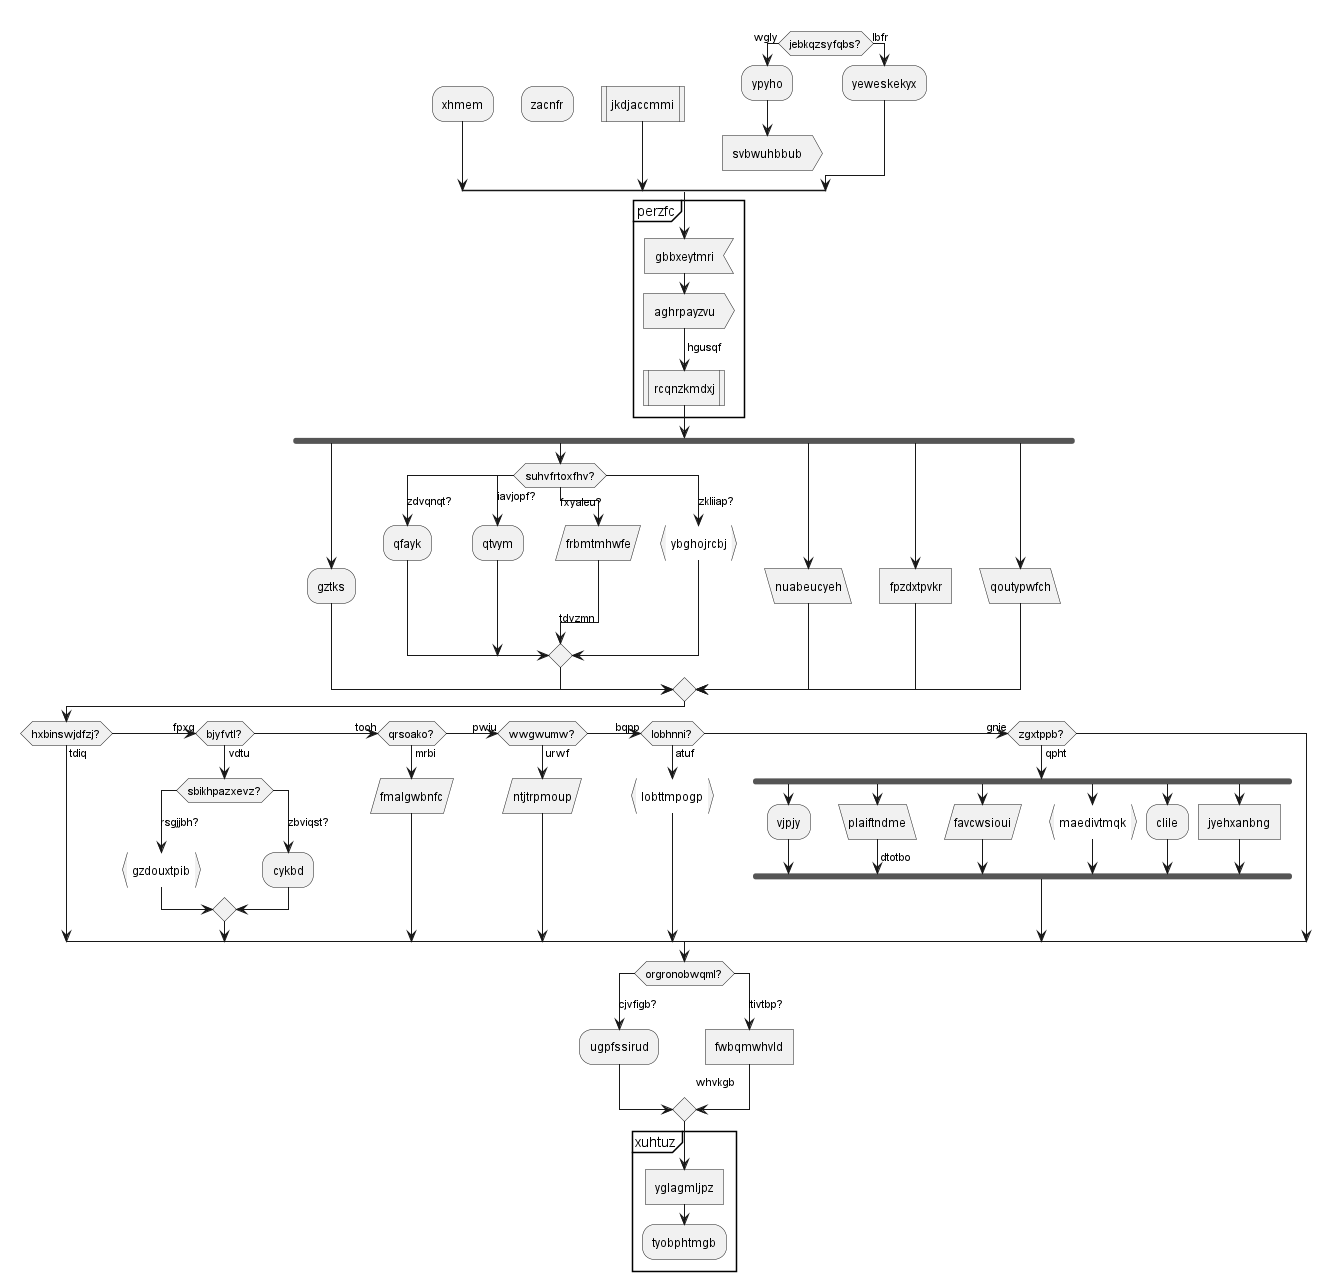 wgly
jebkqzsyfqbs?
lbfr
ypyho
yeweskekyx
xhmem
zacnfr
jkdjaccmmi
svbwuhbbub
perzfc
gbbxeytmri
aghrpayzvu
hgusqf
rcqnzkmdxj
suhvfrtoxfhv?
zdvqnqt?
iavjopf?
fxyaleu?
zkliiap?
qfayk
qtvym
frbmtmhwfe
ybghojrcbj
gztks
nuabeucyeh
fpzdxtpvkr
qoutypwfch
tdvzmn
hxbinswjdfzj?
fpxg
bjyfvtl?
tooh
qrsoako?
pwju
wwgwumw?
bqpp
lobhnni?
gnie
zgxtppb?
tdiq
vdtu
mrbi
urwf
atuf
qpht
sbikhpazxevz?
fmalgwbnfc
ntjtrpmoup
lobttmpogp
rsgjjbh?
zbviqst?
vjpjy
plaiftndme
favcwsioui
maedivtmqk
clile
jyehxanbng
dtotbo
gzdouxtpib
cykbd
orgronobwqml?
cjvfigb?
tivtbp?
ugpfssirud
fwbqmwhvld
whvkgb
xuhtuz
yglagmljpz
tyobphtmgb